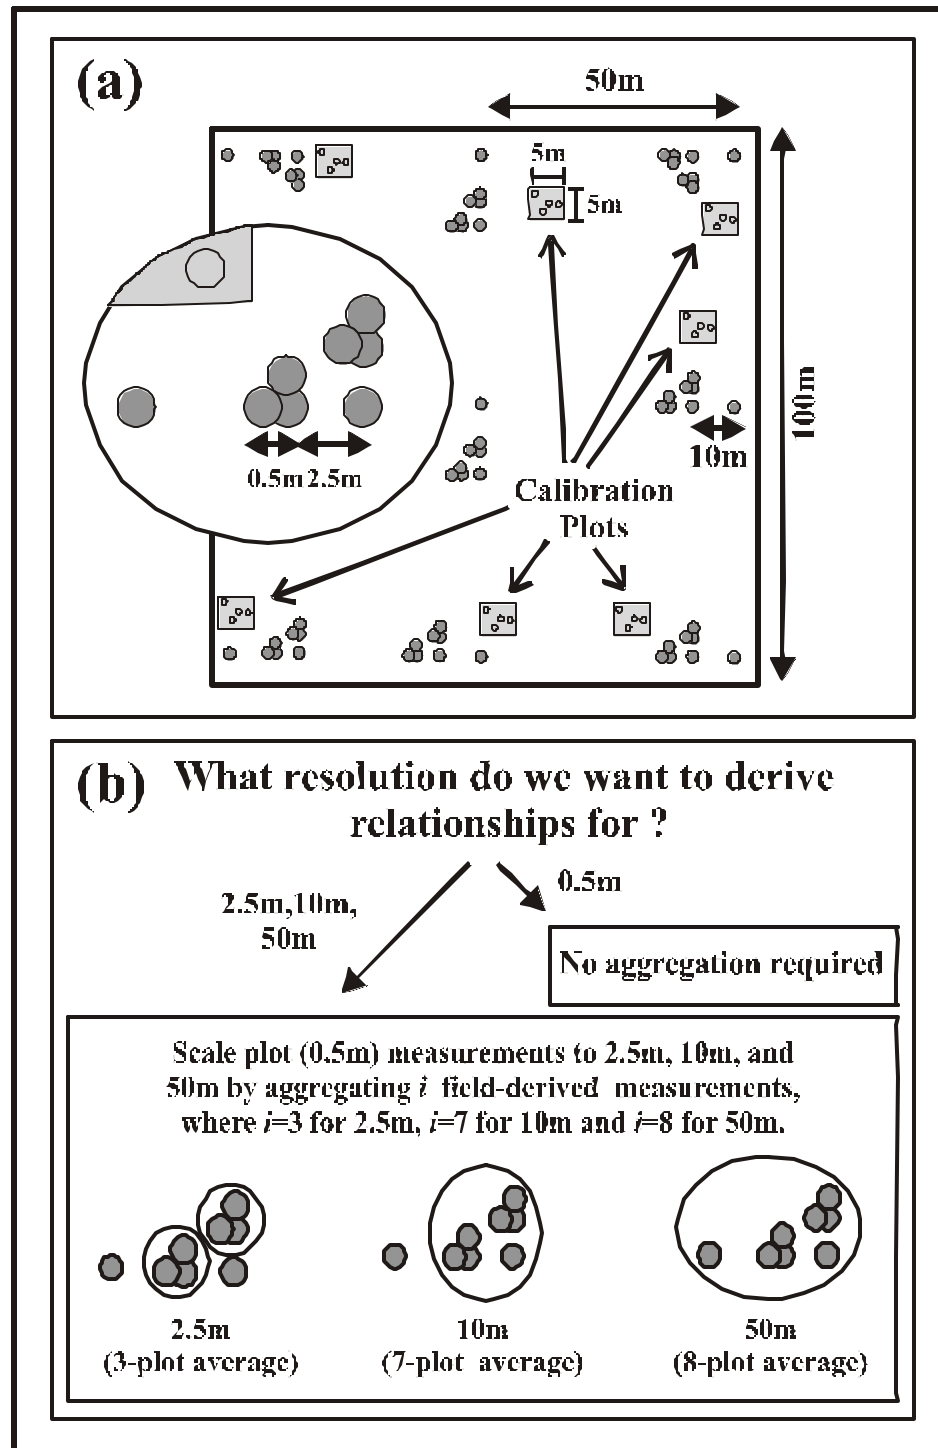 (a)
50m
5m
5m
100m
10m
0.5m 2.5m
Calibration
Plots
(b)
What resolution do we want to derive
relationships for ?
0.5m
2.5m,10m,
50m
No aggregation required
Scale plot (0.5m) measurements to 2.5m, 10m, and
50m by aggregating i field-derived measurements,
where i=3 for 2.5m, i=7 for 10m and i=8 for 50m.
2.5m
(3-plot average)
10m
(7-plot average)
50m
(8-plot average)